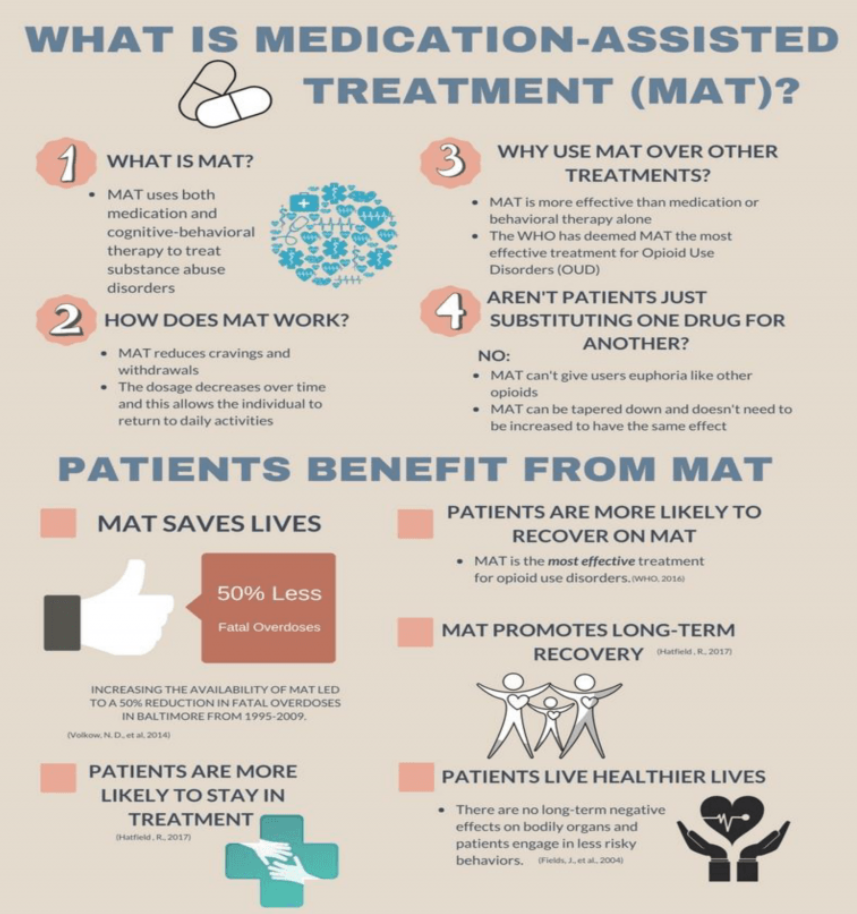 WHAT IS MEDICATION-ASSISTED
TREATMENT (MAT)?
1
WHAT IS MAT?
• MAT uses both
medication and
cognitive-behavioral
therapy to treat
substance abuse
disorders
2
HOW DOES MAT WORK?
• MAT reduces cravings and
withdrawals
• The dosage decreases over time
and this allows the individual to
return to daily activities
3
WHY USE MAT OVER OTHER
TREATMENTS?
• MAT is more effective than medication or
behavioral therapy alone
• The WHO has deemed MAT the most
effective treatment for Opioid Use
Disorders (OUD)
4
AREN'T PATIENTS JUST
SUBSTITUTING ONE DRUG FOR
ANOTHER?
NO:
• MAT can't give users euphoria like other
opioids
• MAT can be tapered down and doesn't need to
be increased to have the same effect
PATIENTS BENEFIT FROM MAT
MAT SAVES LIVES
50% Less
Fatal Overdoses
INCREASING THE AVAILABILITY OF MAT LED
TO A 50% REDUCTION IN FATAL OVERDOSES
IN BALTIMORE FROM 1995-2009.
(Volkow, N. D., et al, 2014)
PATIENTS ARE MORE
LIKELY TO STAY IN
TREATMENT
(Hatfield, R., 2017)
PATIENTS ARE MORE LIKELY TO
RECOVER ON MAT
• MAT is the most effective treatment
for opioid use disorders. (WHO, 2016)
MAT PROMOTES LONG-TERM
RECOVERY (Hatfield, R., 2017)
PATIENTS LIVE HEALTHIER LIVES
• There are no long-term negative
effects on bodily organs and
patients engage in less risky
behaviors. (Fields, J., et al., 2004)